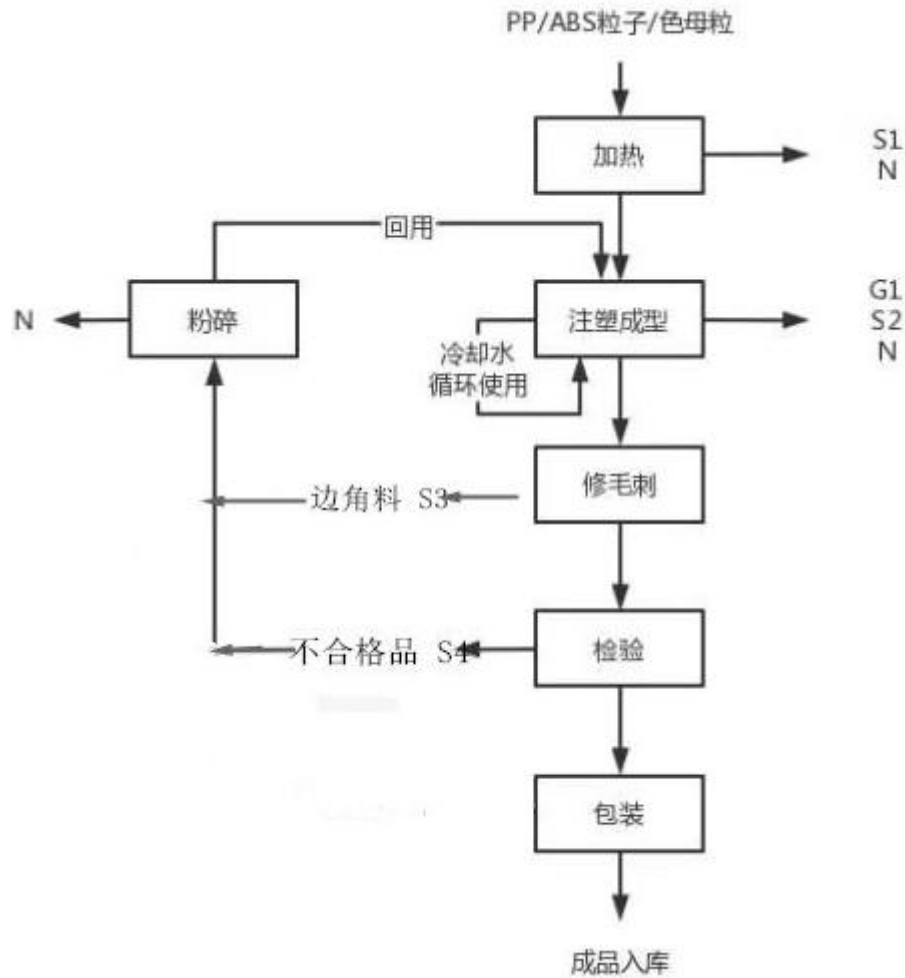 PP/ABS粒子/色母粒
加热
S1
N
回用
N
粉碎
注塑成型
G1
S2
N
冷却水
循环使用
修毛刺
边角料 S3
检验
不合格品 S4
包装
成品入库